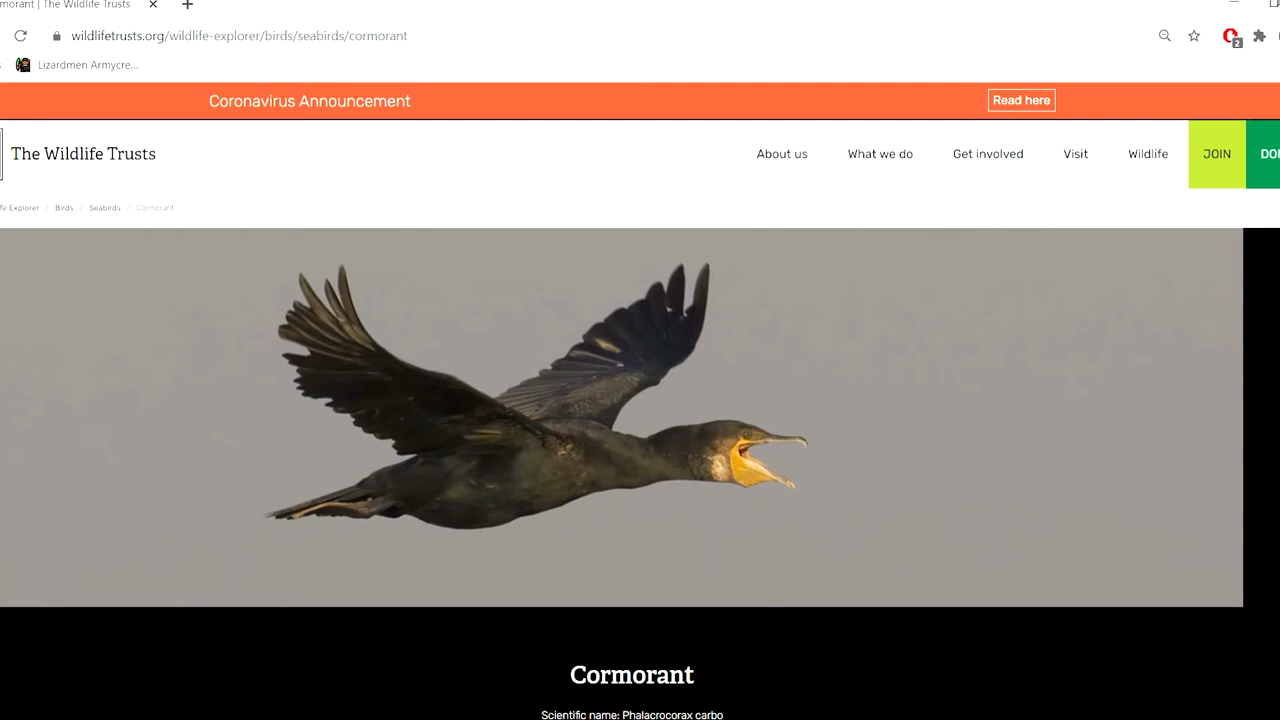 morant | The Wildlife Trusts
wildlifetrusts.org/wildlife-explorer/birds/seabirds/cormorant
2
Lizardmen Armycre...
Coronavirus Announcement
Read here
The Wildlife Trusts
About us
What we do
Get involved
Visit
Wildlife
JOIN
DON
fe Explorer / Birds / Seabirds / Cormorant
Cormorant
Scientific name: Phalacrocorax carbo